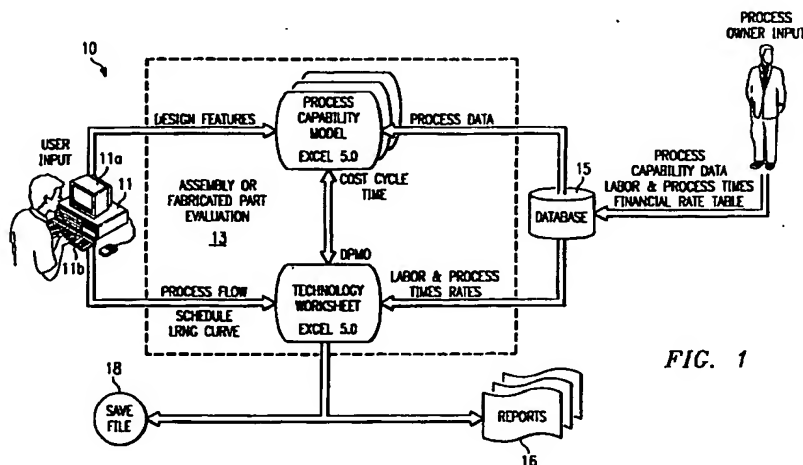 PROCESS
OWNER INPUT
10
DESIGN FEATURES
PROCESS
CAPABILITY
MODEL
EXCEL 5.0
PROCESS DATA
USER
INPUT
11a
11
11b
ASSEMBLY OR
FABRICATED PART
EVALUATION
13
COST CYCLE
TIME
15
DATABASE
PROCESS
CAPABILITY DATA
LABOR & PROCESS TIMES
FINANCIAL RATE TABLE
DPMO
PROCESS FLOW
SCHEDULE
LRNG CURVE
TECHNOLOGY
WORKSHEET
EXCEL 5.0
LABOR & PROCESS
TIMES RATES
FIG. 1
18
SAVE
FILE
REPORTS
16